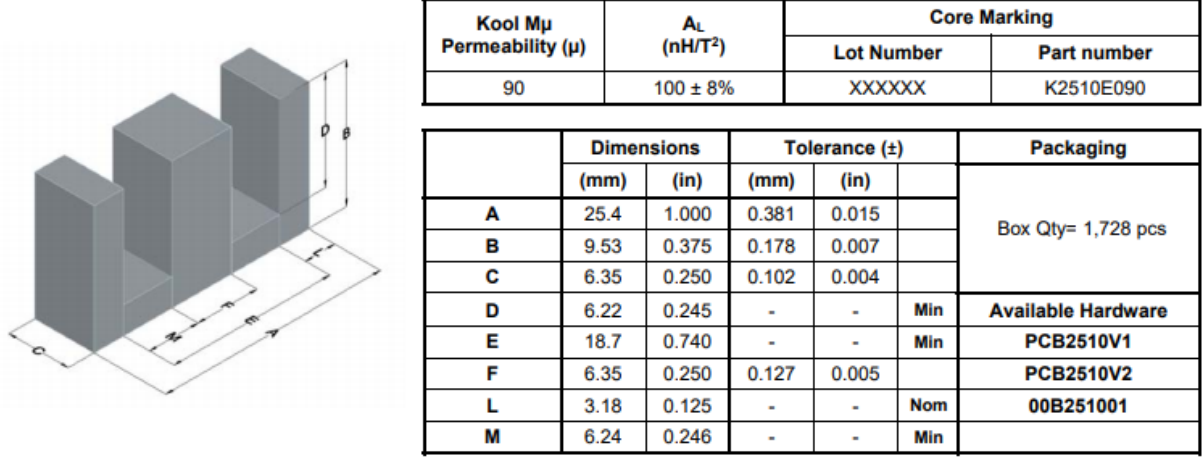 Kool Mµ Permeability (µ) AL (nH/T²) Core Marking
Lot Number Part number
90 100 ± 8% XXXXXX K2510E090
Dimensions Tolerance (±) Packaging
(mm) (in) (mm) (in)
A 25.4 1.000 0.381 0.015
B 9.53 0.375 0.178 0.007
C 6.35 0.250 0.102 0.004
Box Qty= 1,728 pcs
D 6.22 0.245 - - Min Available Hardware
E 18.7 0.740 - - Min PCB2510V1
F 6.35 0.250 0.127 0.005 PCB2510V2
L 3.18 0.125 - - Nom 00B251001
M 6.24 0.246 - - Min
D
B
L
F
E
A
M
C